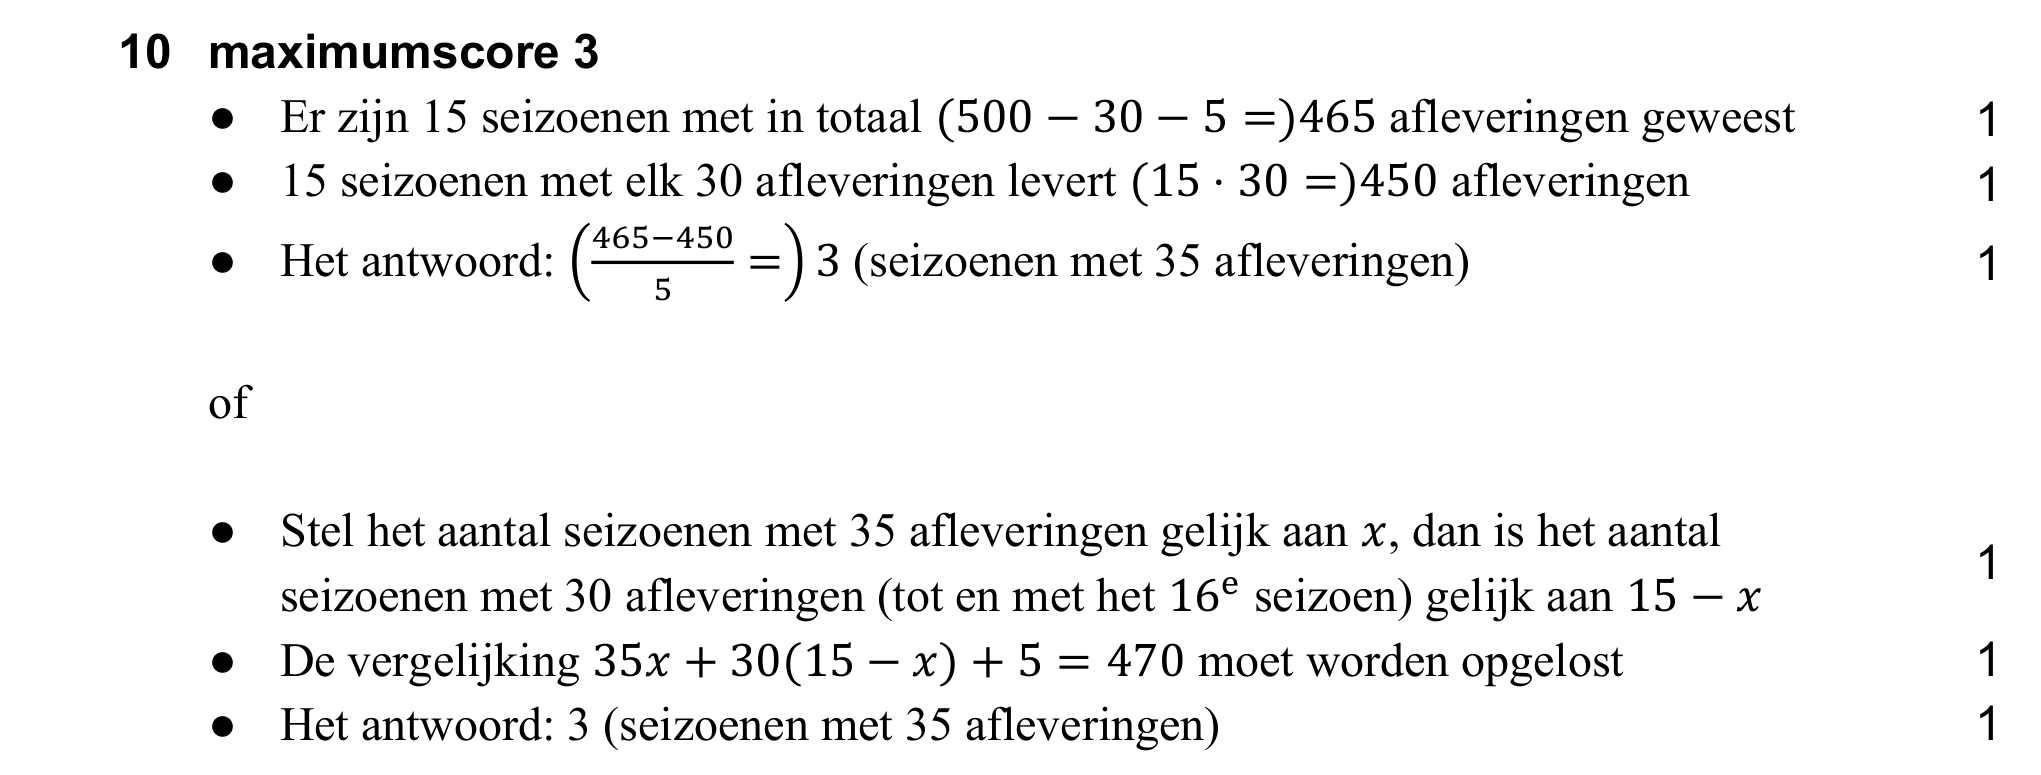 10 maximumscore 3
● Er zijn 15 seizoenen met in totaal (500 − 30 − 5 =)465 afleveringen geweest 1
● 15 seizoenen met elk 30 afleveringen levert (15 · 30 =)450 afleveringen 1
● Het antwoord: (\frac{465−450}{5} =) 3 (seizoenen met 35 afleveringen) 1
of
● Stel het aantal seizoenen met 35 afleveringen gelijk aan x, dan is het aantal
seizoenen met 30 afleveringen (tot en met het 16ᵉ seizoen) gelijk aan 15 − x 1
● De vergelijking 35x + 30(15 − x) + 5 = 470 moet worden opgelost 1
● Het antwoord: 3 (seizoenen met 35 afleveringen) 1